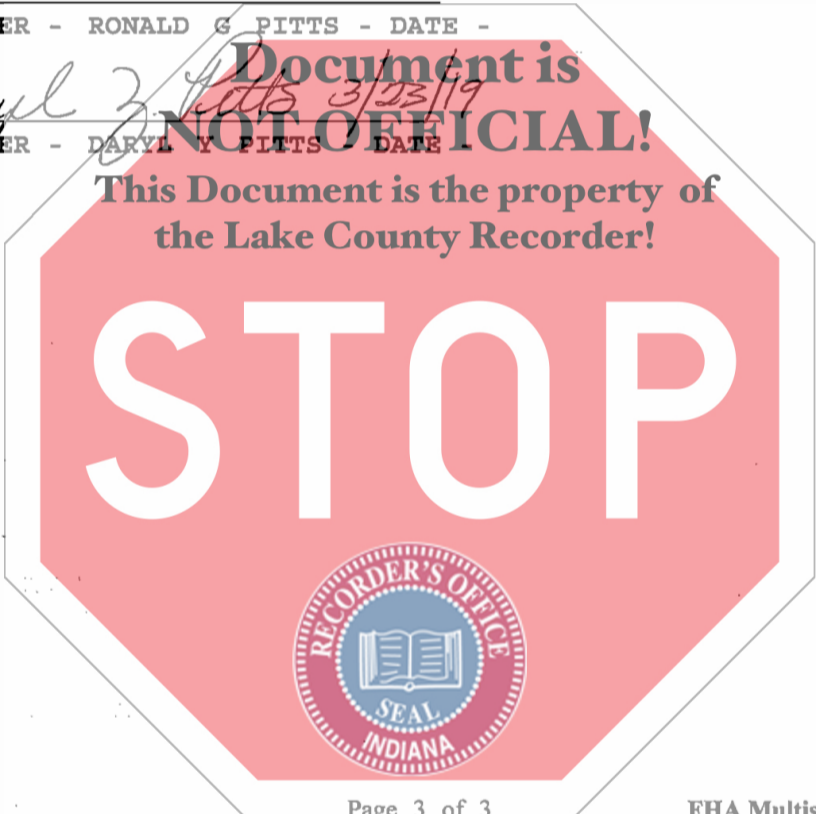 ER - RONALD G PITTS - DATE -
Document is
Pitts 3/23/19
NOT OFFICIAL!
ER - DARYL Y PITTS - DATE -
This Document is the property of
the Lake County Recorder!
STOP
RECORDER'S OFFICE
SEAL
INDIANA
Page 3 of 3
FHA Multis